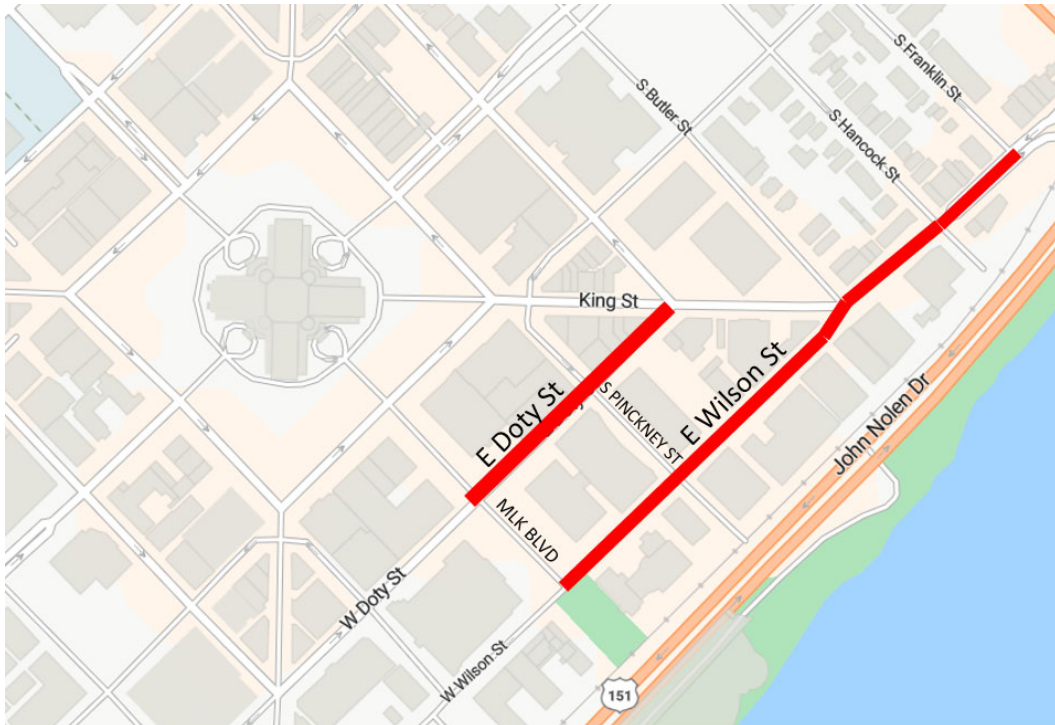 S Franklin St
S Butler St
S Hancock St
King St
E Doty St
S PINCKNEY ST
E Wilson St
John Nolen Dr
MLK BLVD
W Doty St
W Wilson St
151